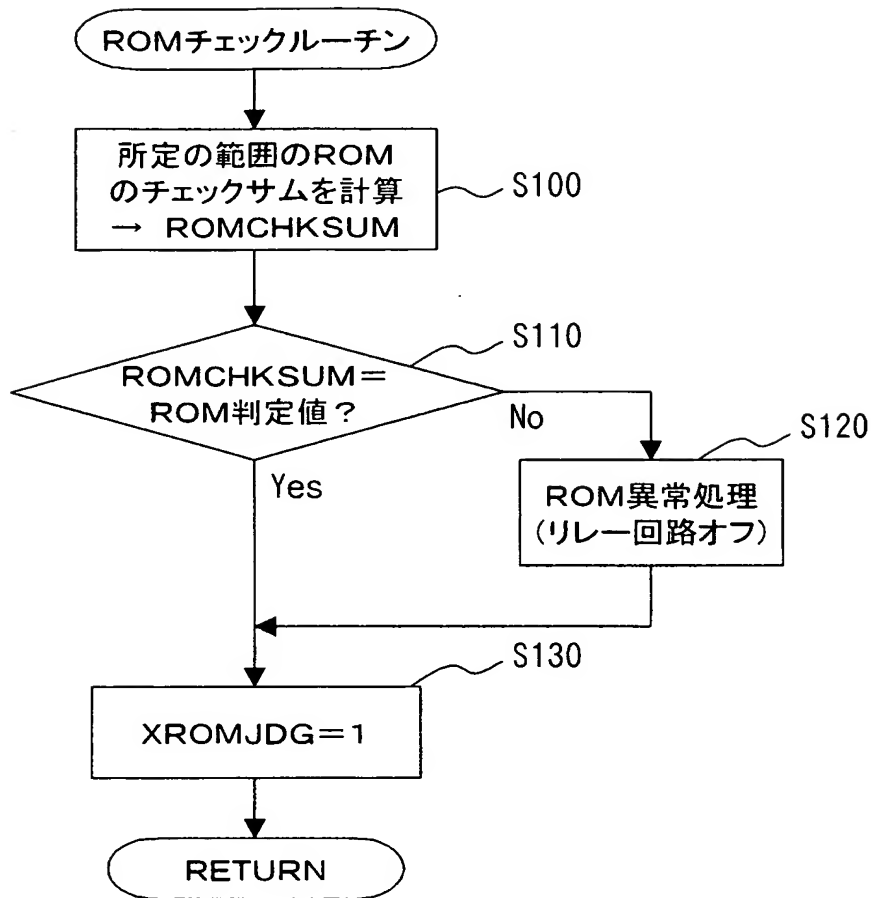 ROMチェックルーチン
所定の範囲のROM
のチェックサムを計算
→ ROMCHKSUM
S100
S110
ROMCHKSUM=
ROM判定値?
No
Yes
S120
ROM異常処理
(リレー回路オフ)
S130
XROMJDG=1
RETURN